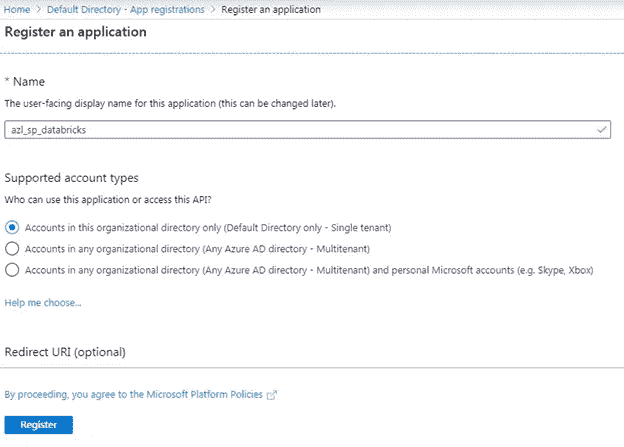 Home > Default Directory - App registrations > Register an application
Register an application
* Name
The user-facing display name for this application (this can be changed later).
azl_sp_databricks
Supported account types
Who can use this application or access this API?
Accounts in this organizational directory only (Default Directory only - Single tenant)
Accounts in any organizational directory (Any Azure AD directory - Multitenant)
Accounts in any organizational directory (Any Azure AD directory - Multitenant) and personal Microsoft accounts (e.g. Skype, Xbox)
Help me choose...
Redirect URI (optional)
By proceeding, you agree to the Microsoft Platform Policies
Register